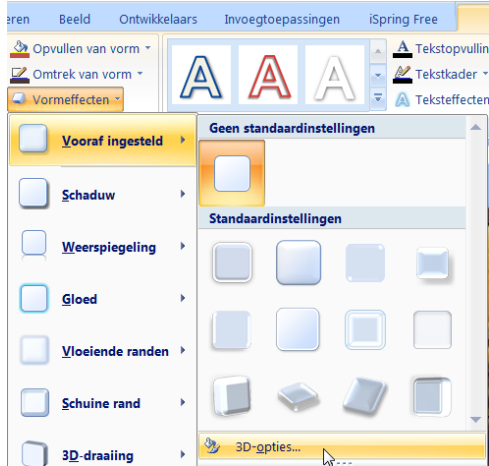 eren Beeld Ontwikkelaars Invoegtoepassingen iSpring Free
Opvullen van vorm
Omtrek van vorm
Vormeffecten
A A A
A Tekstopvullin
Tekstkader
A Teksteffecten
Vooraf ingesteld
Schaduw
Weerspiegeling
Gloed
Vloeiende randen
Schuine rand
3D-draaiing
Geen standaardinstellingen
Standaardinstellingen
3D-opties...